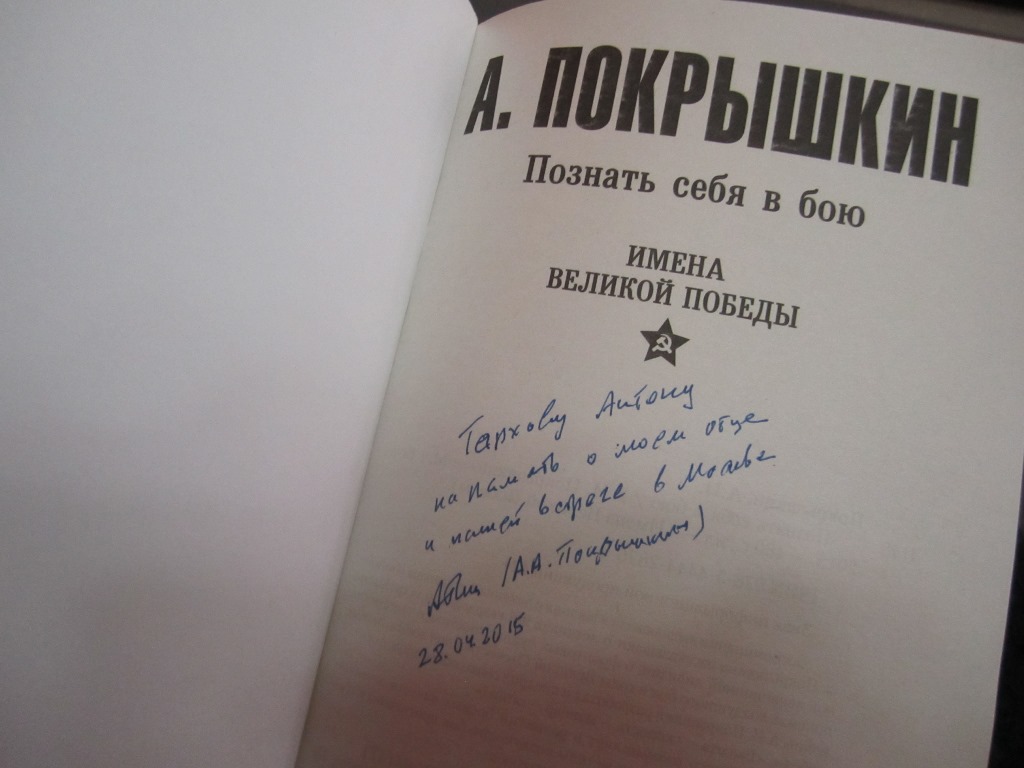 А. ПОКРЫШКИН
Познать себя в бою
ИМЕНА
ВЕЛИКОЙ ПОБЕДЫ
Тархову Антону
на память о моем отце
и нашей встрече в Москве
(А.А. Покрышкин)
28.04.2015